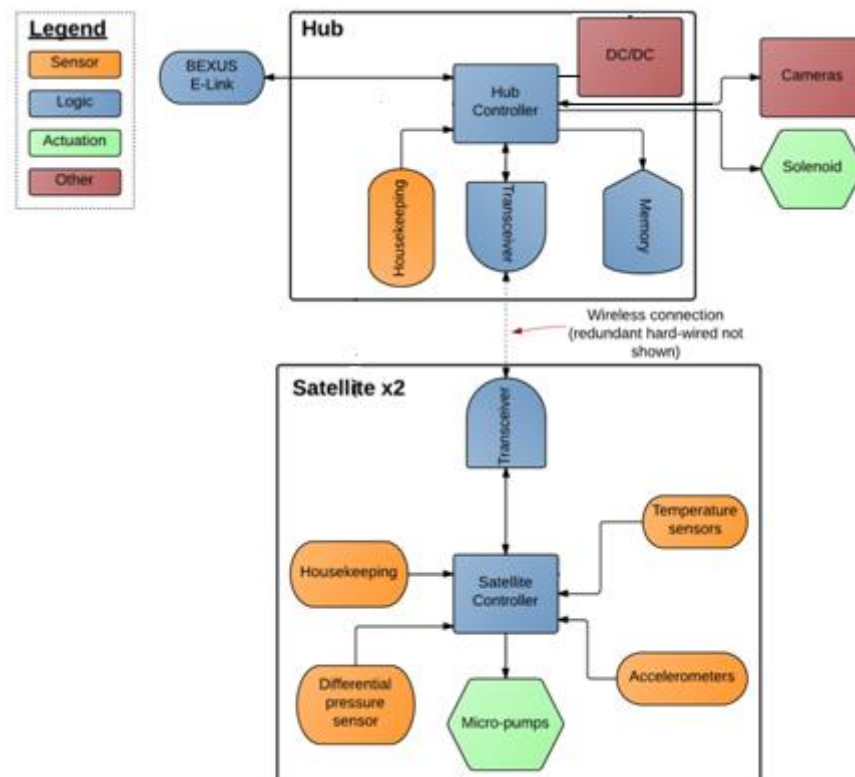 Legend
Sensor
Logic
Actuation
Other
Hub
BEXUS
E-Link
DC/DC
Hub
Controller
Cameras
Solenoid
Housekeeping
Transceiver
Memory
Wireless connection
(redundant hard-wired not
shown)
Satellite x2
Transceiver
Temperature
sensors
Housekeeping
Satellite
Controller
Differential
pressure
sensor
Accelerometers
Micro-pumps